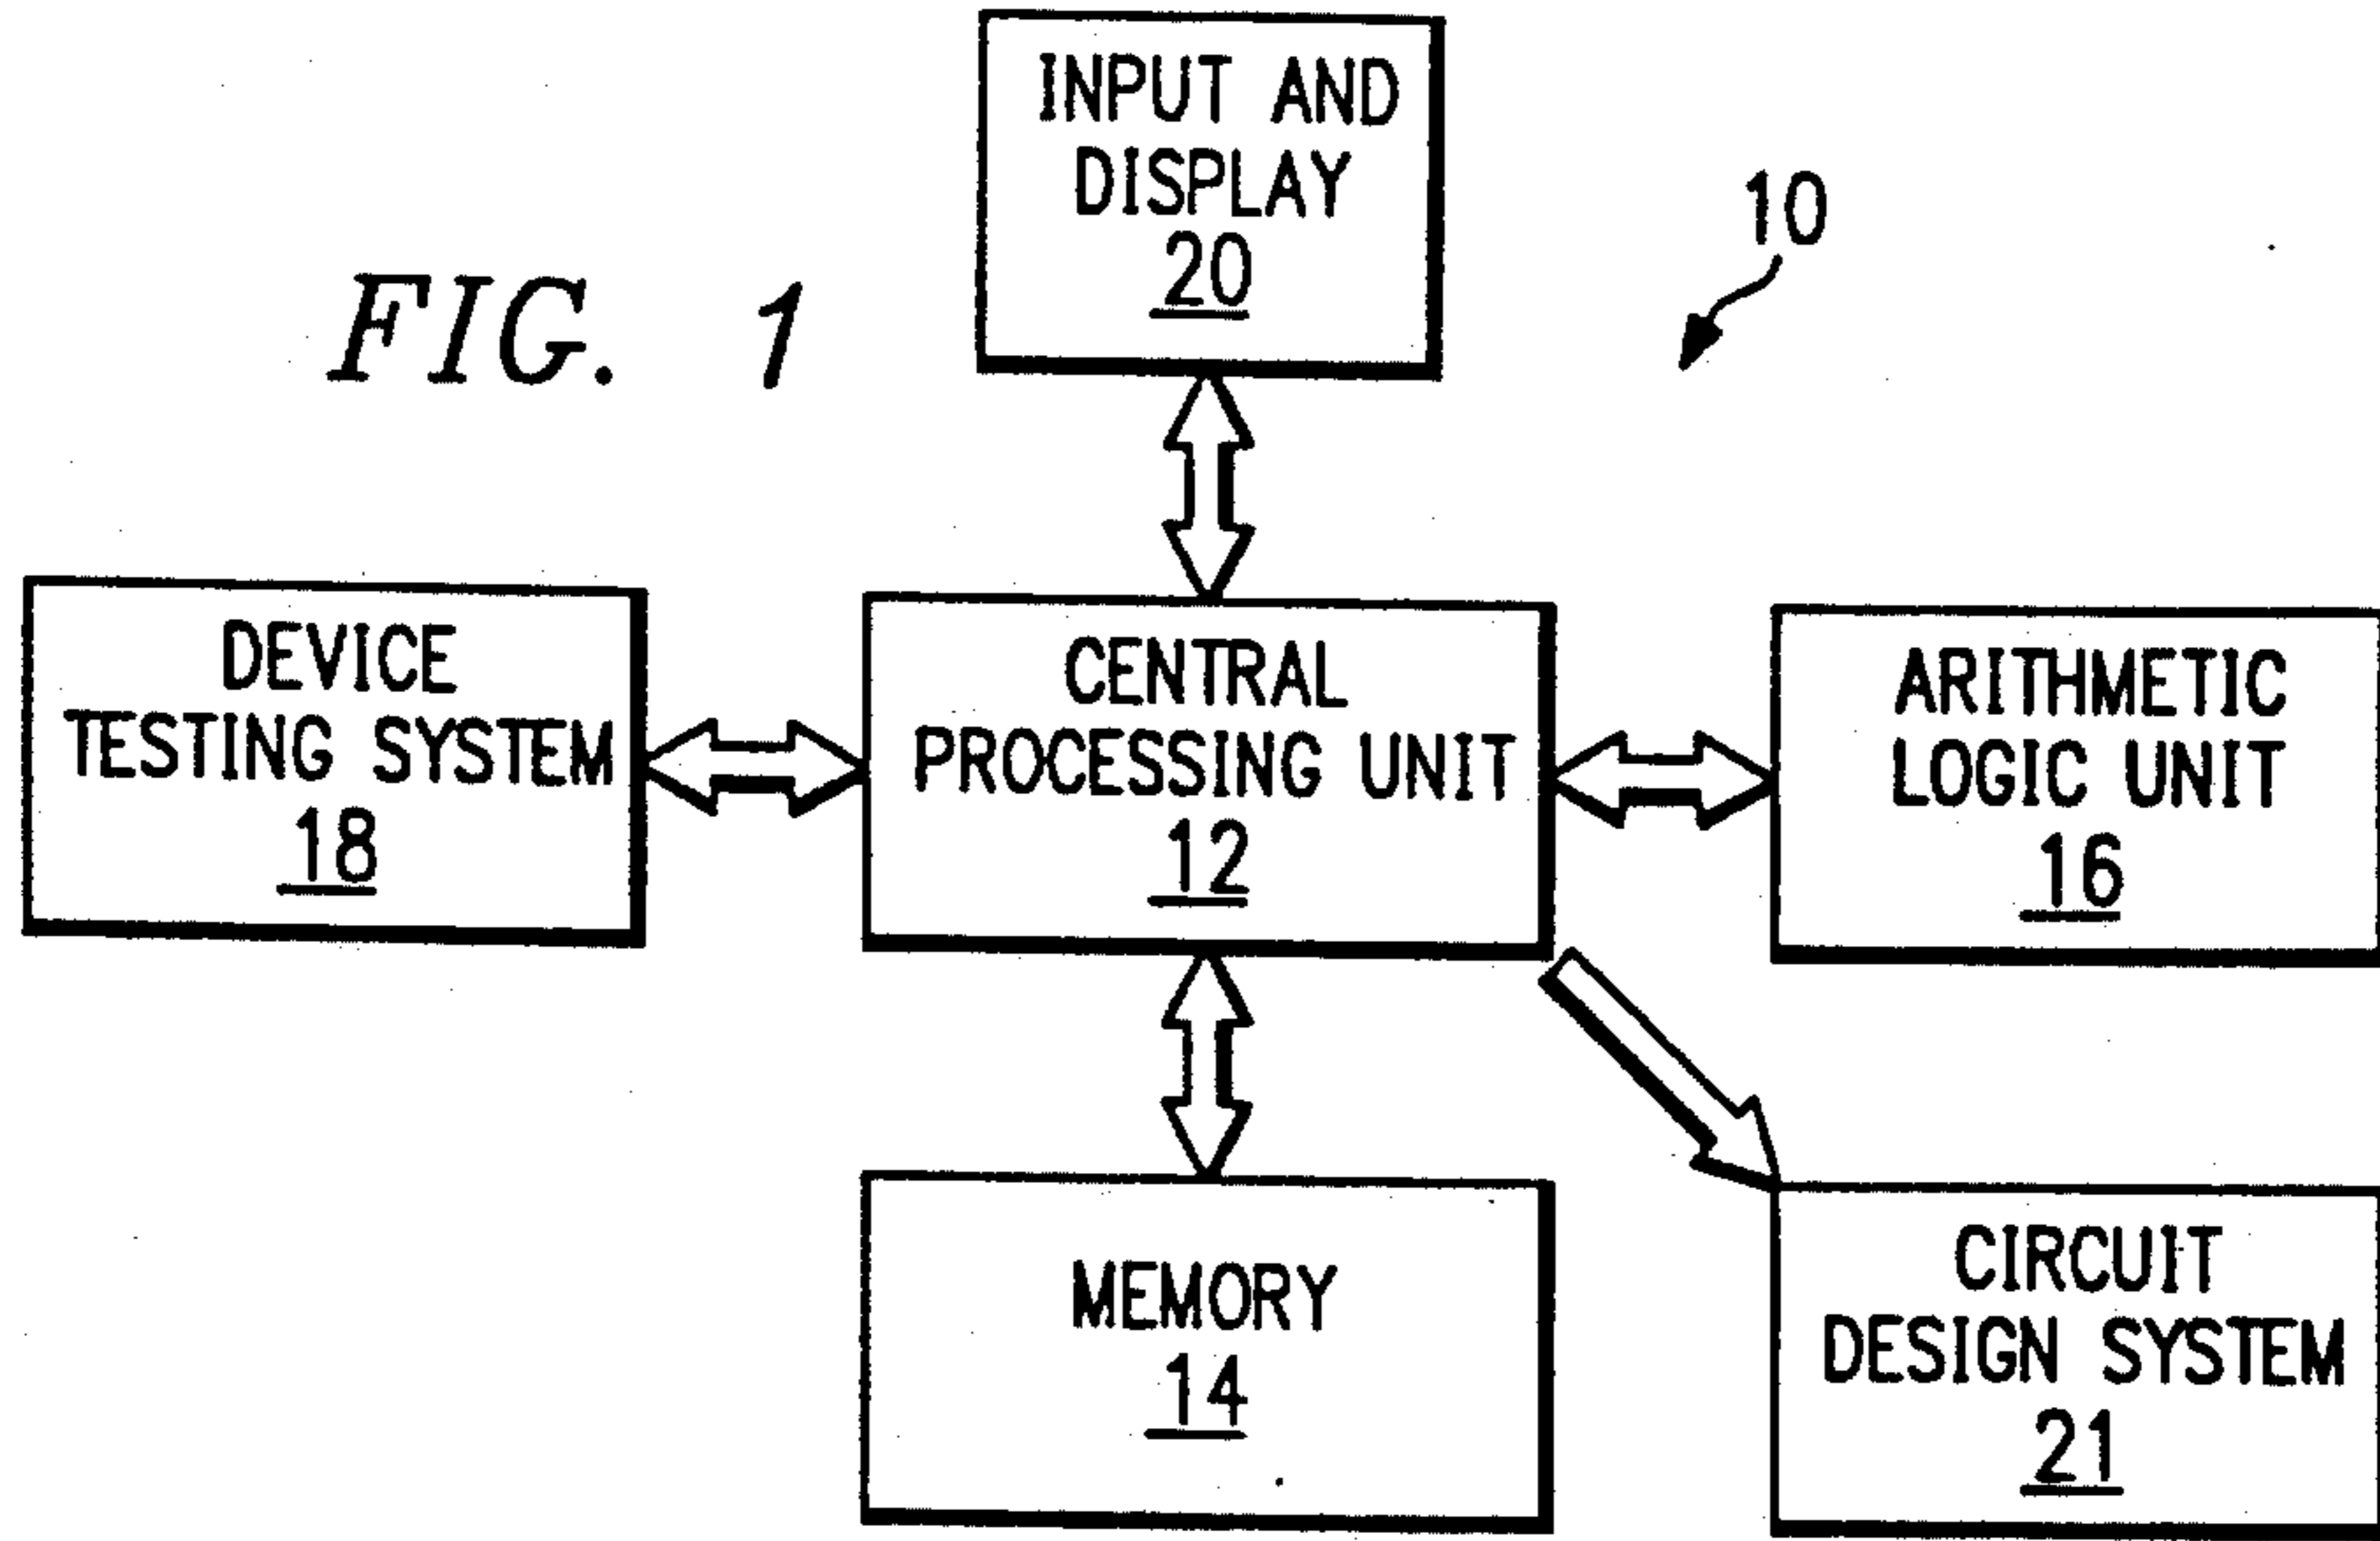 INPUT AND
DISPLAY
20
10
FIG. 1
DEVICE
TESTING SYSTEM
18
CENTRAL
PROCESSING UNIT
12
ARITHMETIC
LOGIC UNIT
16
MEMORY
14
CIRCUIT
DESIGN SYSTEM
21